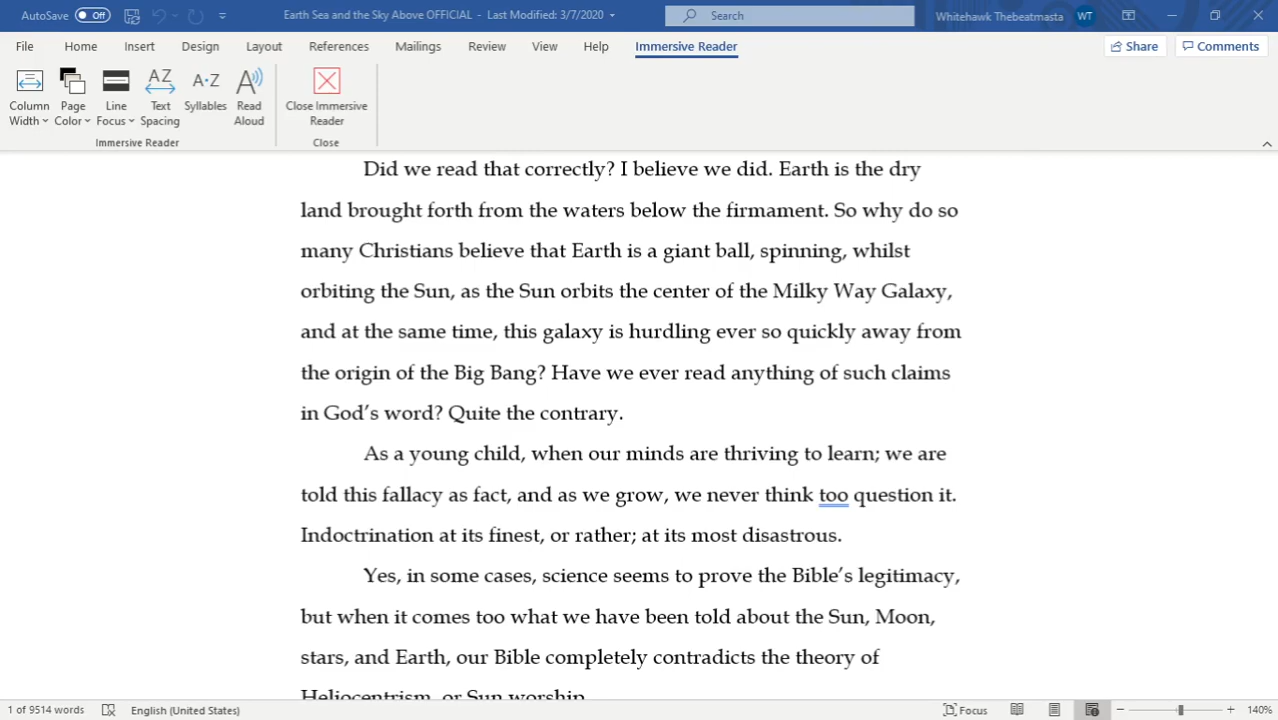 AutoSave Off Earth Sea and the Sky Above OFFICIAL - Last Modified: 3/7/2020 Search Whitehawk Thebeatmasta WT
File Home Insert Design Layout References Mailings Review View Help Immersive Reader Share Comments
Column Width Page Color Line Focus Text Spacing Syllables Read Aloud Close Immersive Reader
Immersive Reader Close
Did we read that correctly? I believe we did. Earth is the dry
land brought forth from the waters below the firmament. So why do so
many Christians believe that Earth is a giant ball, spinning, whilst
orbiting the Sun, as the Sun orbits the center of the Milky Way Galaxy,
and at the same time, this galaxy is hurdling ever so quickly away from
the origin of the Big Bang? Have we ever read anything of such claims
in God's word? Quite the contrary.
As a young child, when our minds are thriving to learn; we are
told this fallacy as fact, and as we grow, we never think too question it.
Indoctrination at its finest, or rather; at its most disastrous.
Yes, in some cases, science seems to prove the Bible's legitimacy,
but when it comes too what we have been told about the Sun, Moon,
stars, and Earth, our Bible completely contradicts the theory of
Heliocentrism, or Sun worship.
1 of 9514 words English (United States) Focus 140%